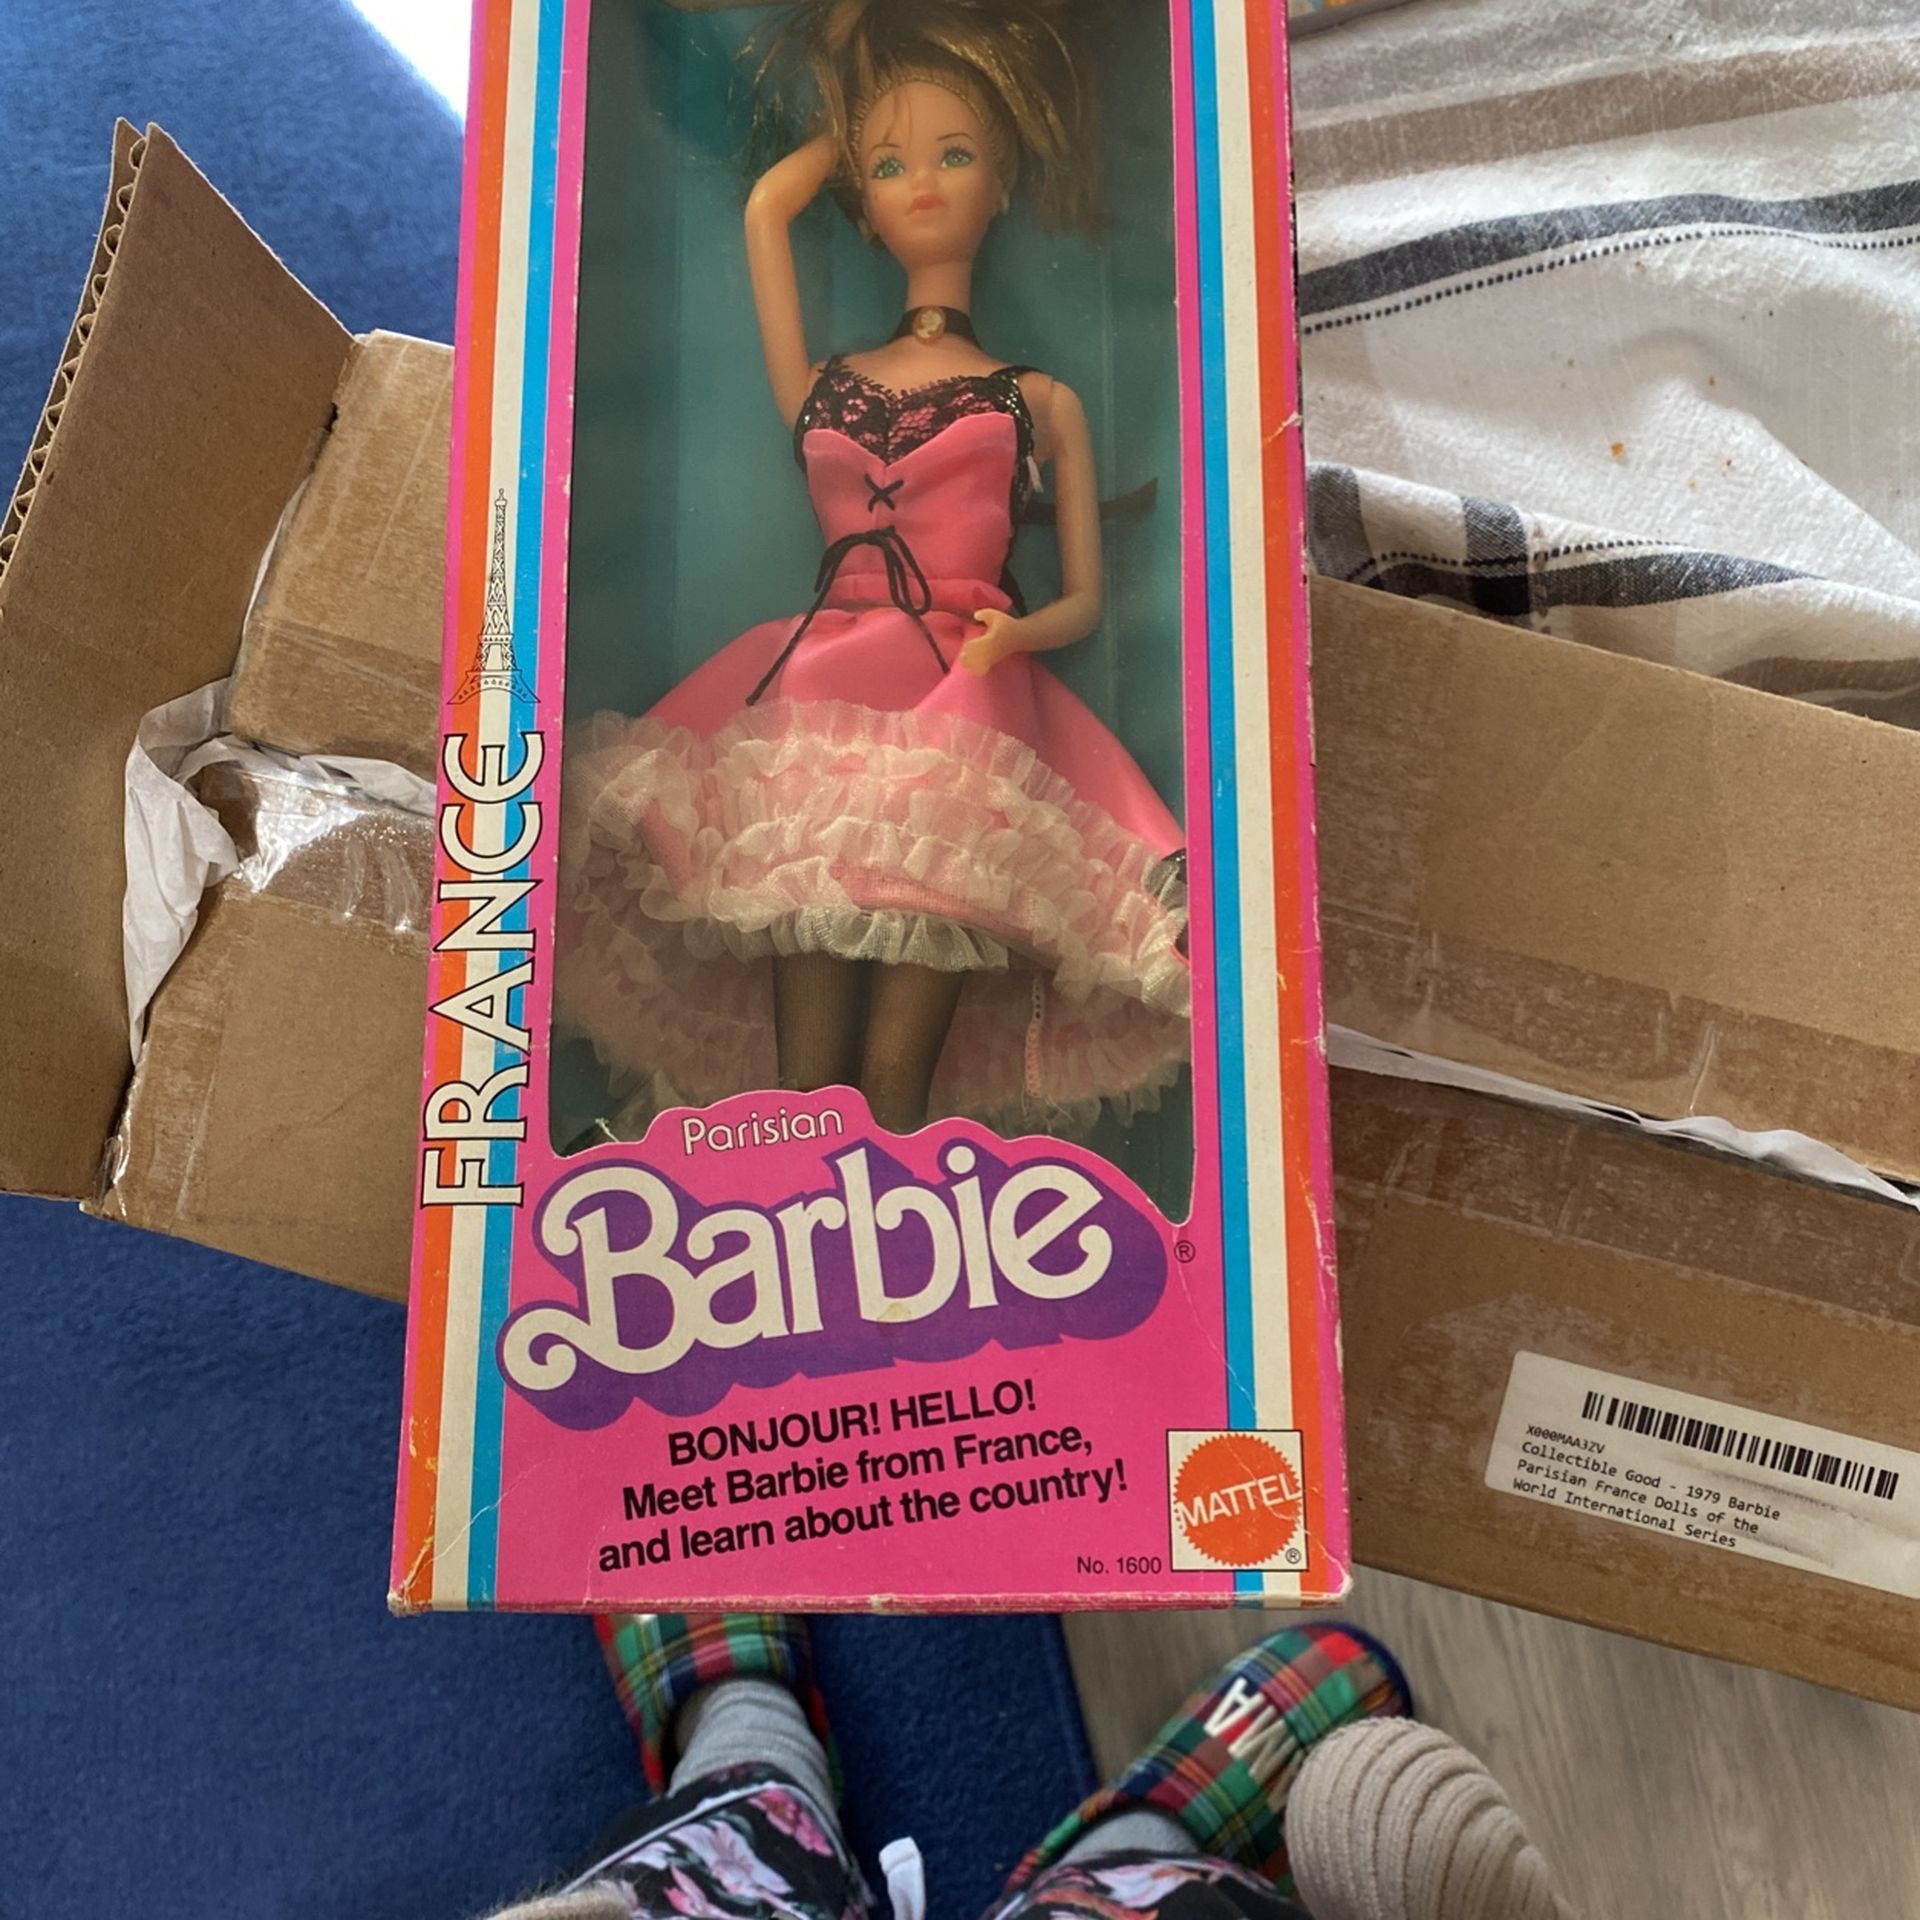 FRANCE
Parisian
Barbie®
BONJOUR! HELLO!
Meet Barbie from France,
and learn about the country!
No. 1600
MATTEL®
X000MAA3ZV
Collectible Good - 1979 Barbie
Parisian France Dolls of the
World International Series